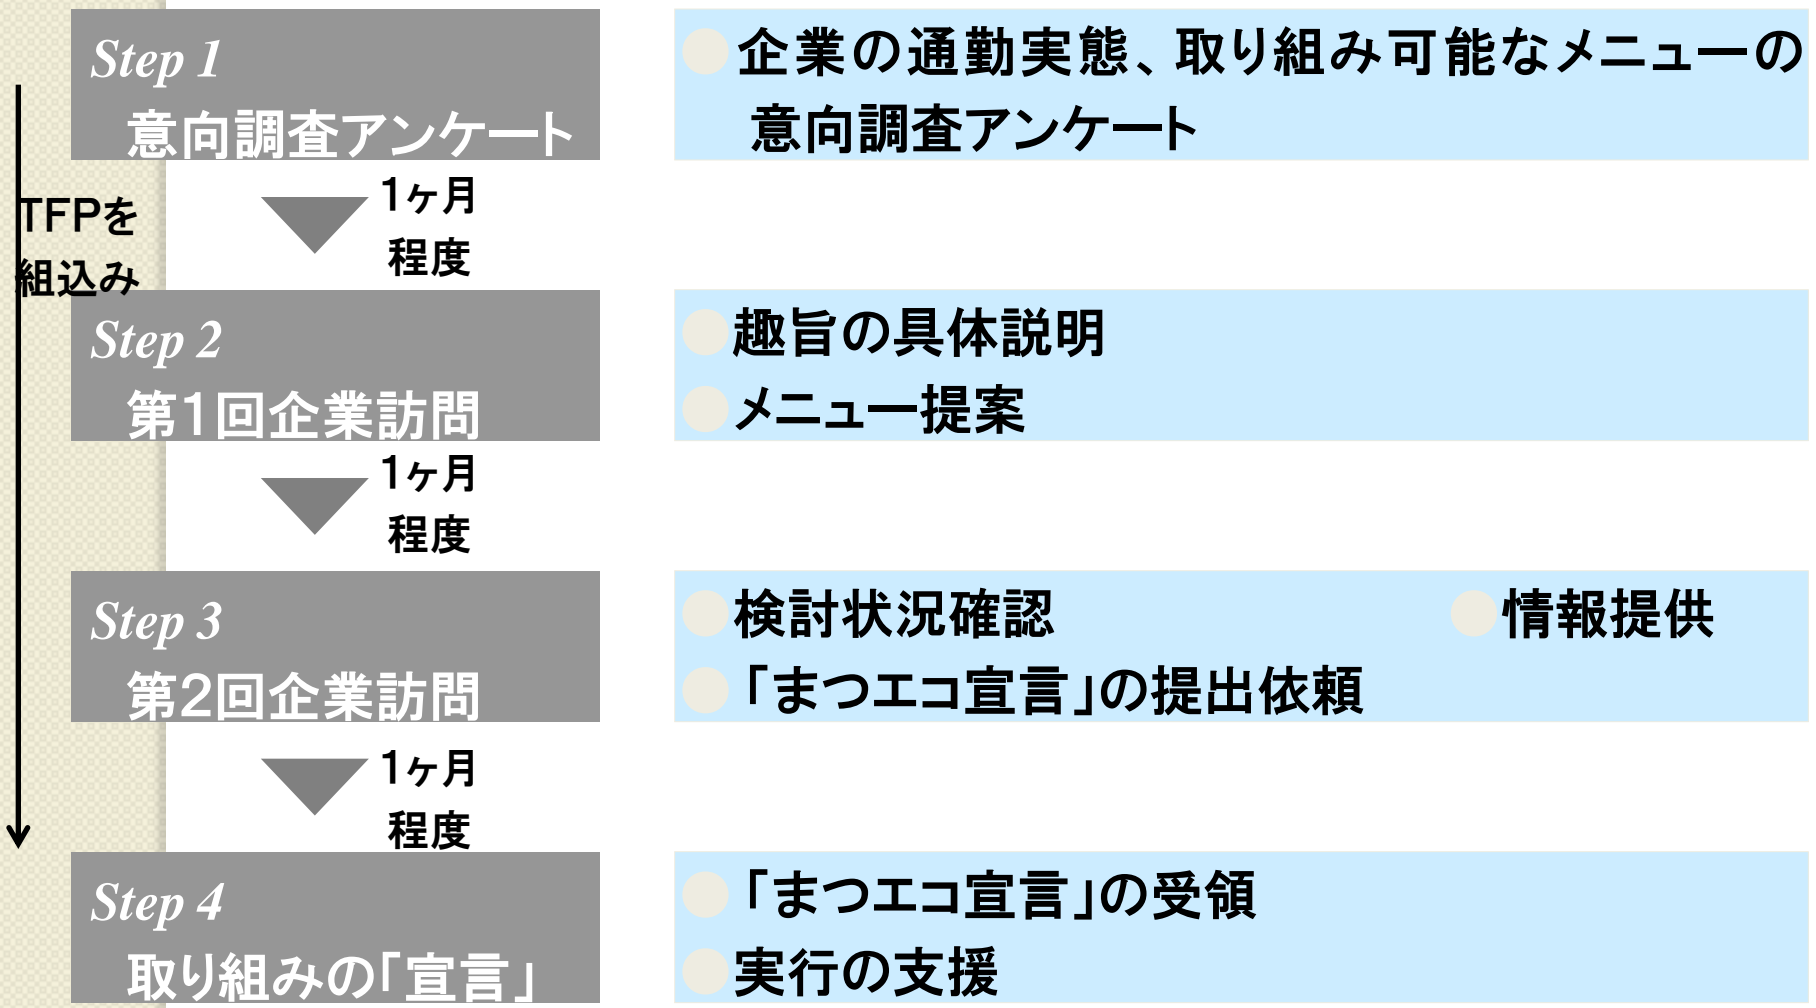 Step 1
意向調査アンケート
●企業の通勤実態、取り組み可能なメニューの
意向調査アンケート
1ヶ月
程度
TFPを
組込み
Step 2
第1回企業訪問
●趣旨の具体説明
●メニュー提案
1ヶ月
程度
Step 3
第2回企業訪問
●検討状況確認 ●情報提供
●「まつエコ宣言」の提出依頼
1ヶ月
程度
Step 4
取り組みの「宣言」
●「まつエコ宣言」の受領
●実行の支援